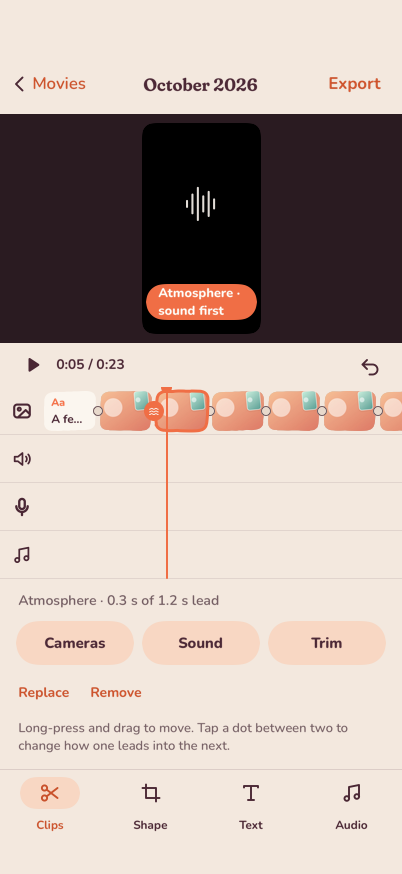 Movies
October 2026
Export
Atmosphere ·
sound first
0:05 / 0:23
Aa
A fe…
Atmosphere · 0.3 s of 1.2 s lead
Cameras
Sound
Trim
Replace
Remove
Long-press and drag to move. Tap a dot between two to
change how one leads into the next.
Clips
Shape
Text
Audio